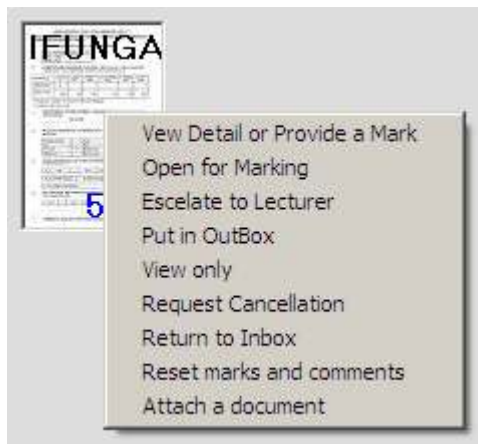 IFUNGA
5
Vew Detail or Provide a Mark
Open for Marking
Escelate to Lecturer
Put in OutBox
View only
Request Cancellation
Return to Inbox
Reset marks and comments
Attach a document